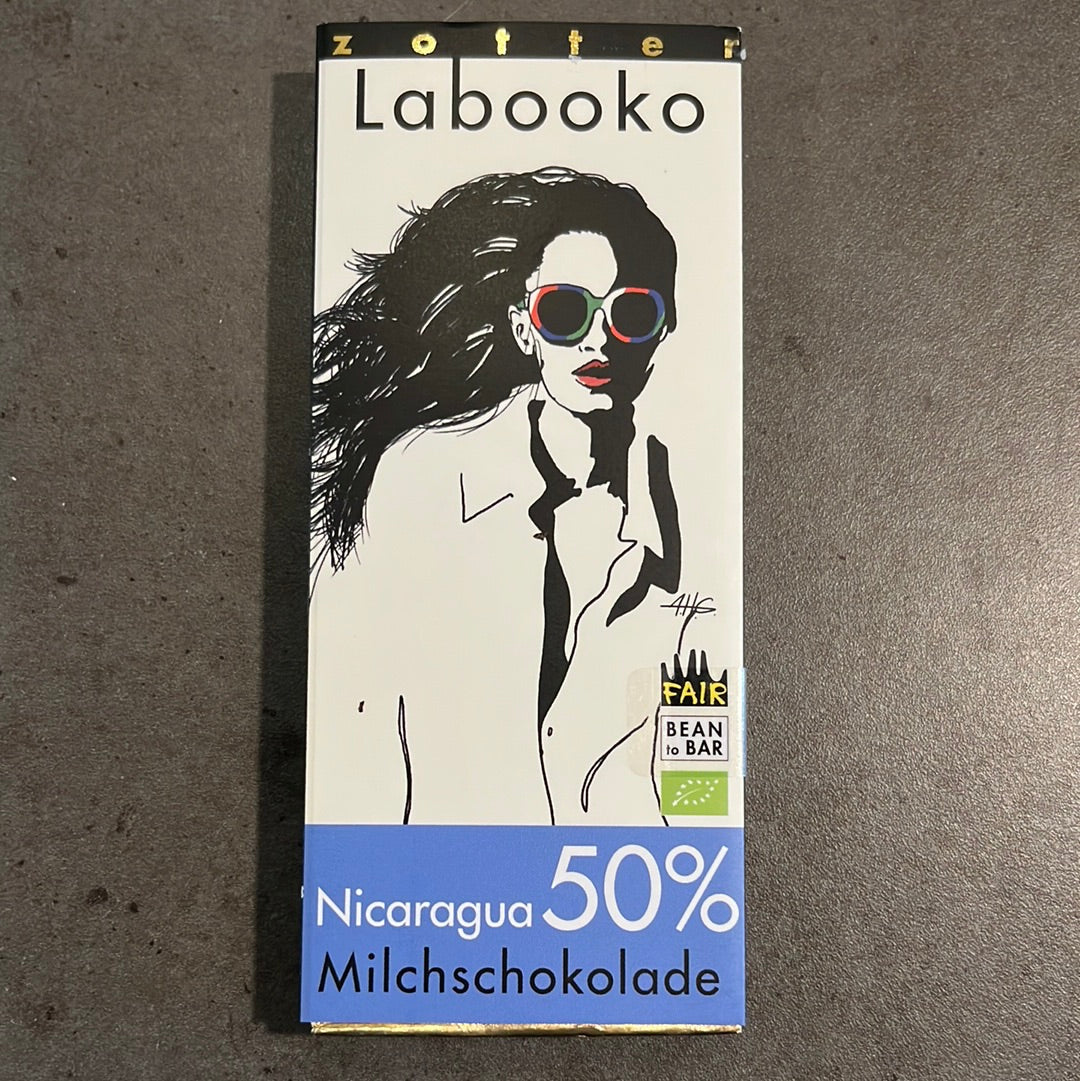 zotter
Labooko
A.H.G.
FAIR
BEAN
to BAR
Nicaragua 50%
Milchschokolade